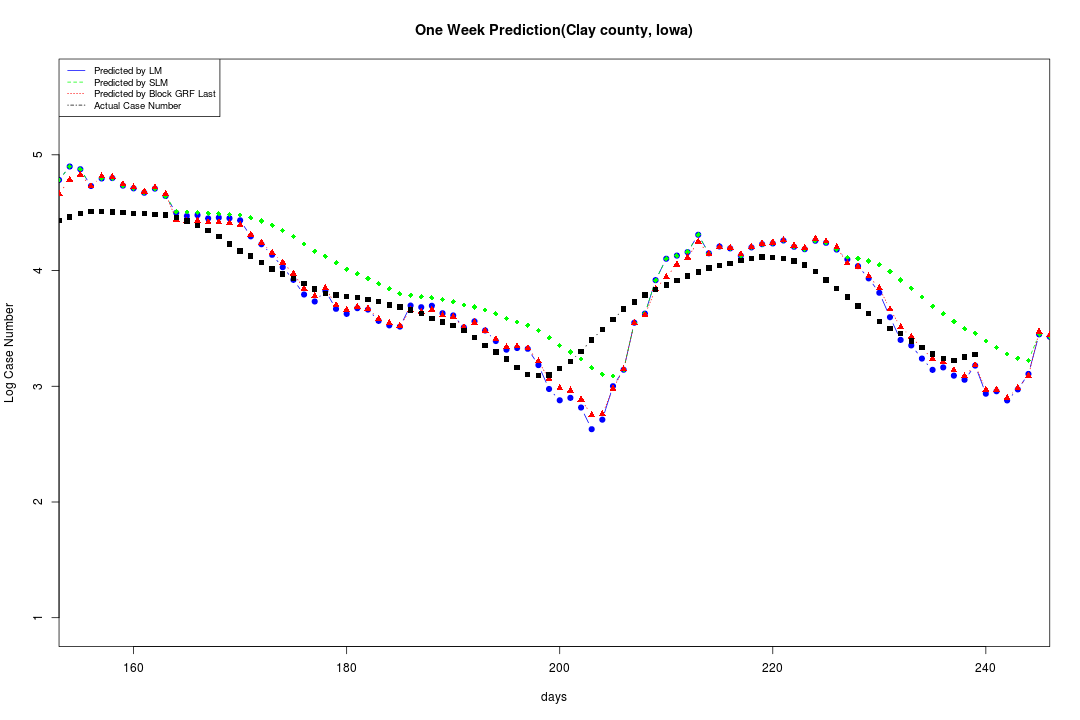 One Week Prediction(Clay county, Iowa)
Predicted by LM
Predicted by SLM
Predicted by Block GRF Last
Actual Case Number
5
4
3
2
1
Log Case Number
160 180 200 220 240
days